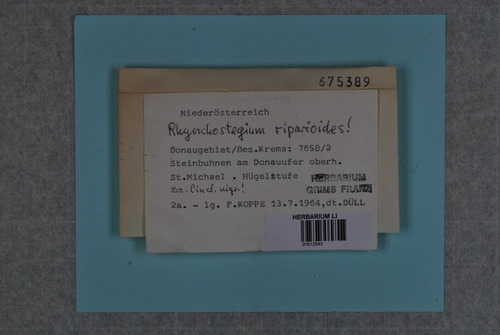 675389
Niederösterreich
Rhynchostegium riparioides!
Donaugebiet/Bez.Krems: 7658/2
Steinbuhnen am Donauufer oberh.
St.Michael . Hügelstufe
HERBARIUM
GRIMS FRANZ
2a. - lg. F.KOPPE 13.7.1964, dt.DÜLL
HERBARIUM LI